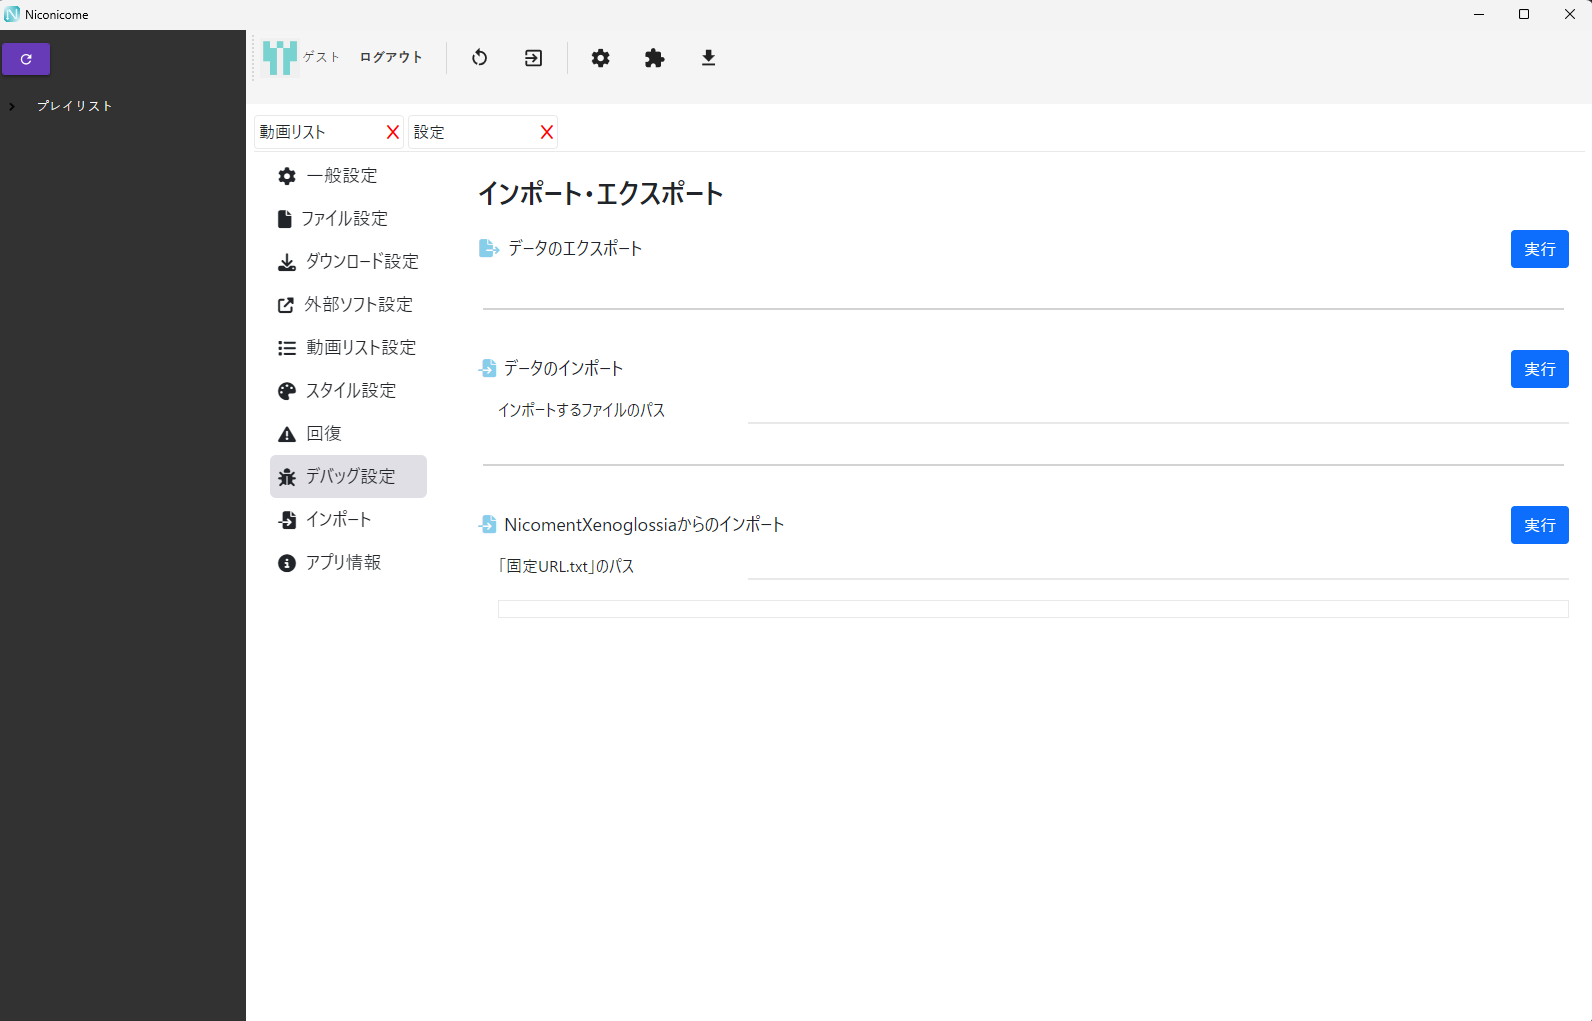 Niconicome
ゲスト
ログアウト
プレイリスト
動画リスト
設定
一般設定
ファイル設定
ダウンロード設定
外部ソフト設定
動画リスト設定
スタイル設定
回復
デバッグ設定
インポート
アプリ情報
インポート・エクスポート
データのエクスポート
実行
データのインポート
実行
インポートするファイルのパス
NicomentXenoglossiaからのインポート
実行
「固定URL.txt」のパス